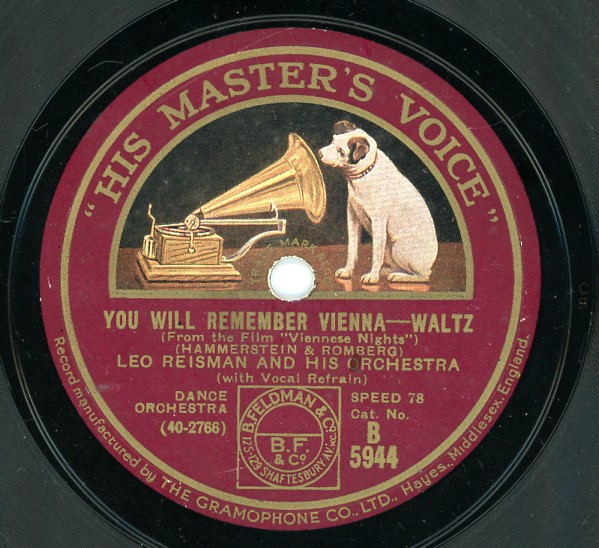 "HIS MASTER'S VOICE"
YOU WILL REMEMBER VIENNA—WALTZ
(From the Film "Viennese Nights")
(HAMMERSTEIN & ROMBERG)
LEO REISMAN AND HIS ORCHESTRA
(with Vocal Refrain)
DANCE
ORCHESTRA
(40-2766)
B. FELDMAN & Co.
125-129 SHAFTESBURY AV. W.C.
B.F
& Co.
SPEED 78
Cat. No.
B
5944
Record manufactured by THE GRAMOPHONE CO., LTD., Hayes, Middlesex, England.